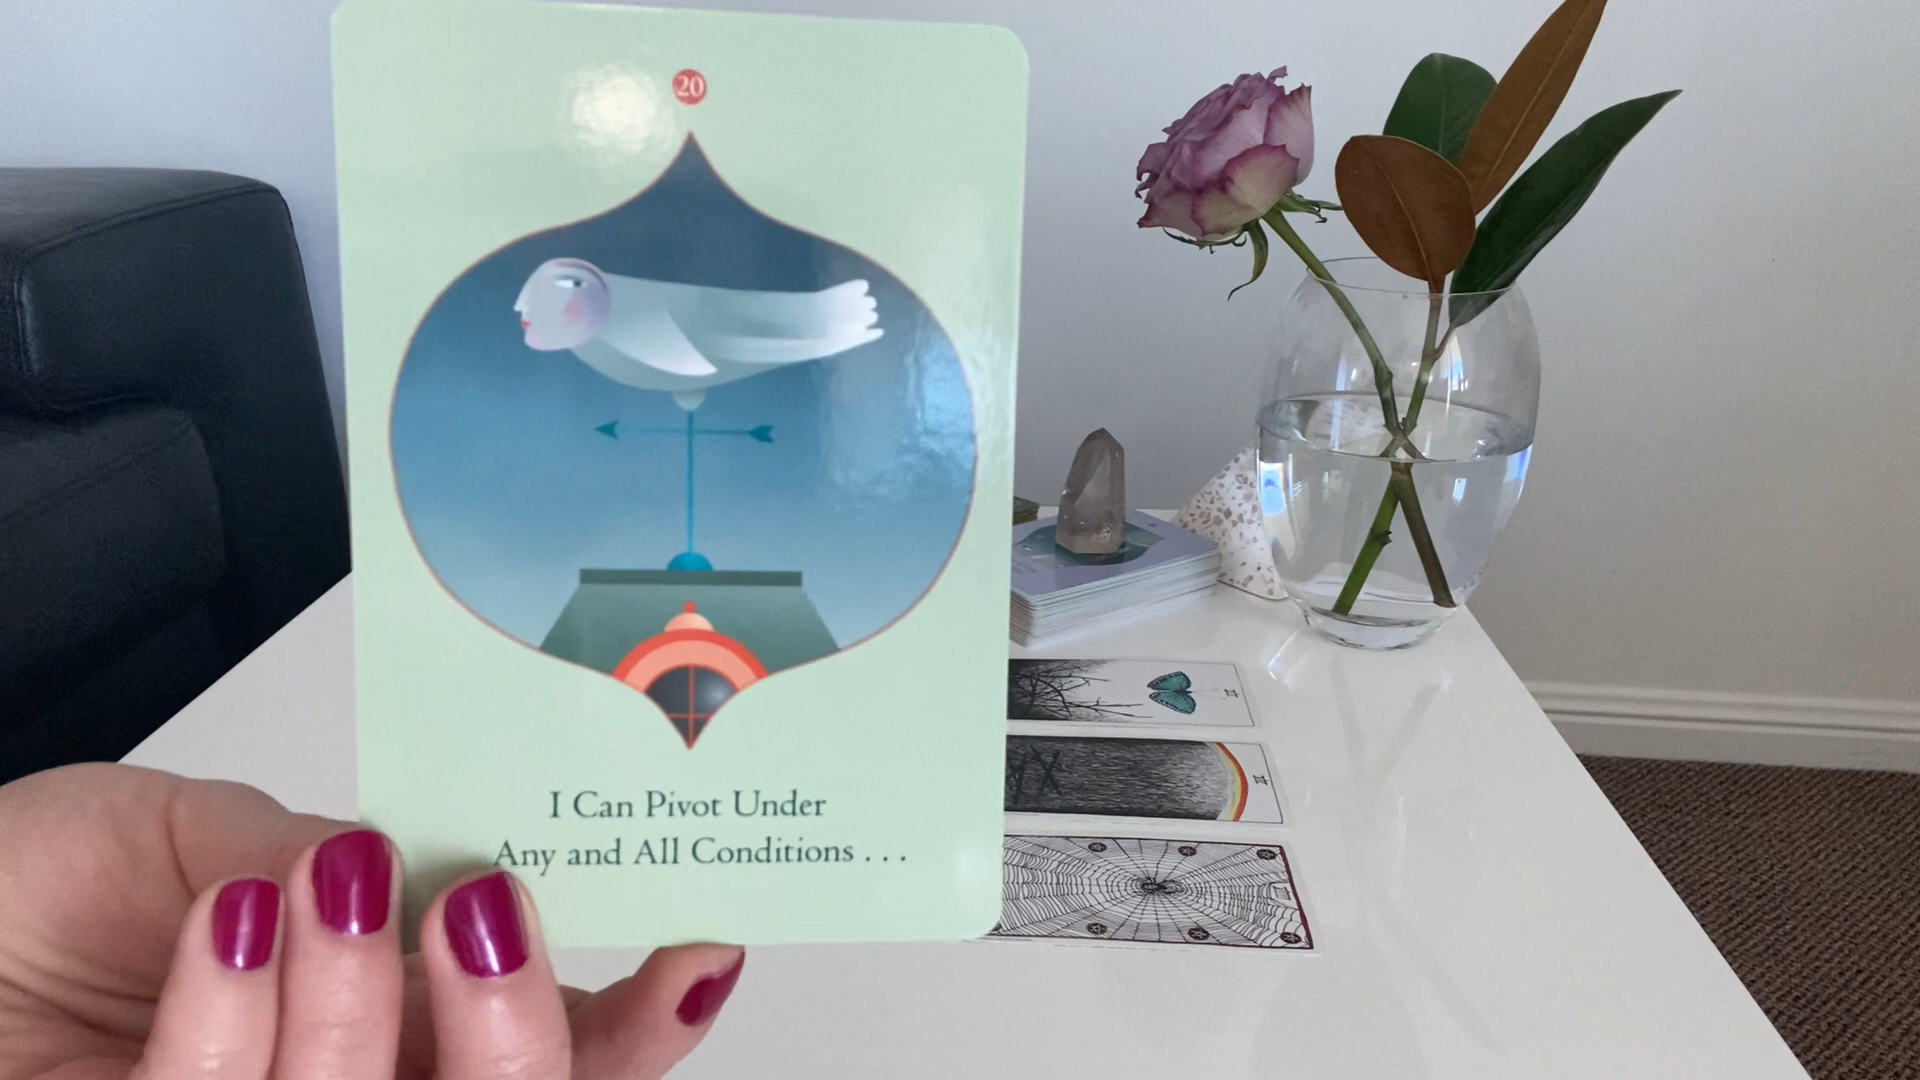 20
I Can Pivot Under
Any and All Conditions . . .